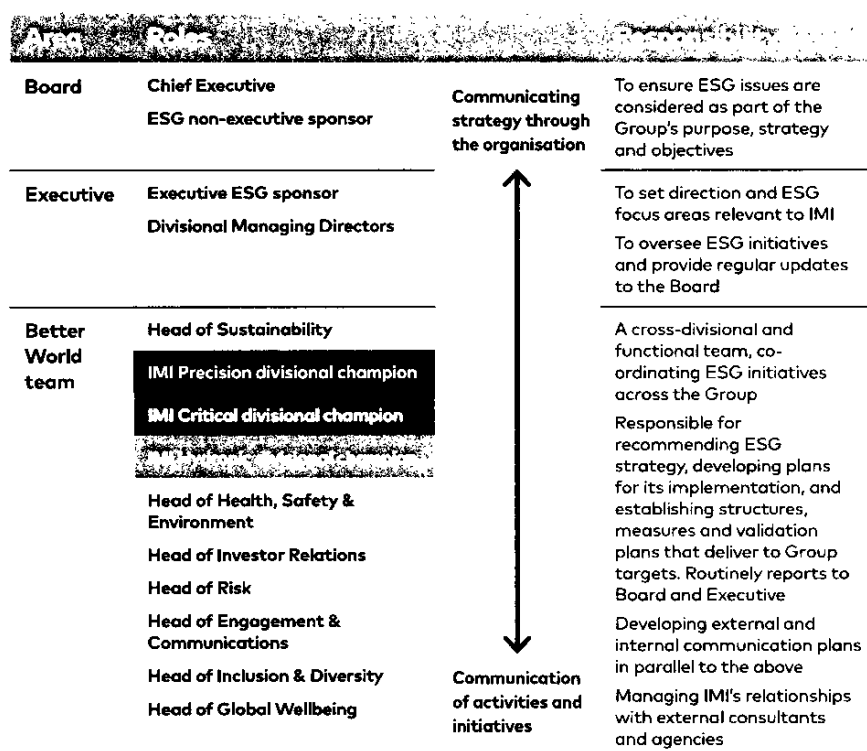 Area Roles Responsibility
Board
Chief Executive
ESG non-executive sponsor
Communicating
strategy through
the organisation
To ensure ESG issues are
considered as part of the
Group's purpose, strategy
and objectives
Executive
Executive ESG sponsor
Divisional Managing Directors
To set direction and ESG
focus areas relevant to IMI
To oversee ESG initiatives
and provide regular updates
to the Board
Better
World
team
Head of Sustainability
IMI Precision divisional champion
IMI Critical divisional champion
Head of Health, Safety &
Environment
Head of Investor Relations
Head of Risk
Head of Engagement &
Communications
Head of Inclusion & Diversity
Head of Global Wellbeing
Communication
of activities and
initiatives
A cross-divisional and
functional team, co-
ordinating ESG initiatives
across the Group
Responsible for
recommending ESG
strategy, developing plans
for its implementation, and
establishing structures,
measures and validation
plans that deliver to Group
targets. Routinely reports to
Board and Executive
Developing external and
internal communication plans
in parallel to the above
Managing IMI's relationships
with external consultants
and agencies